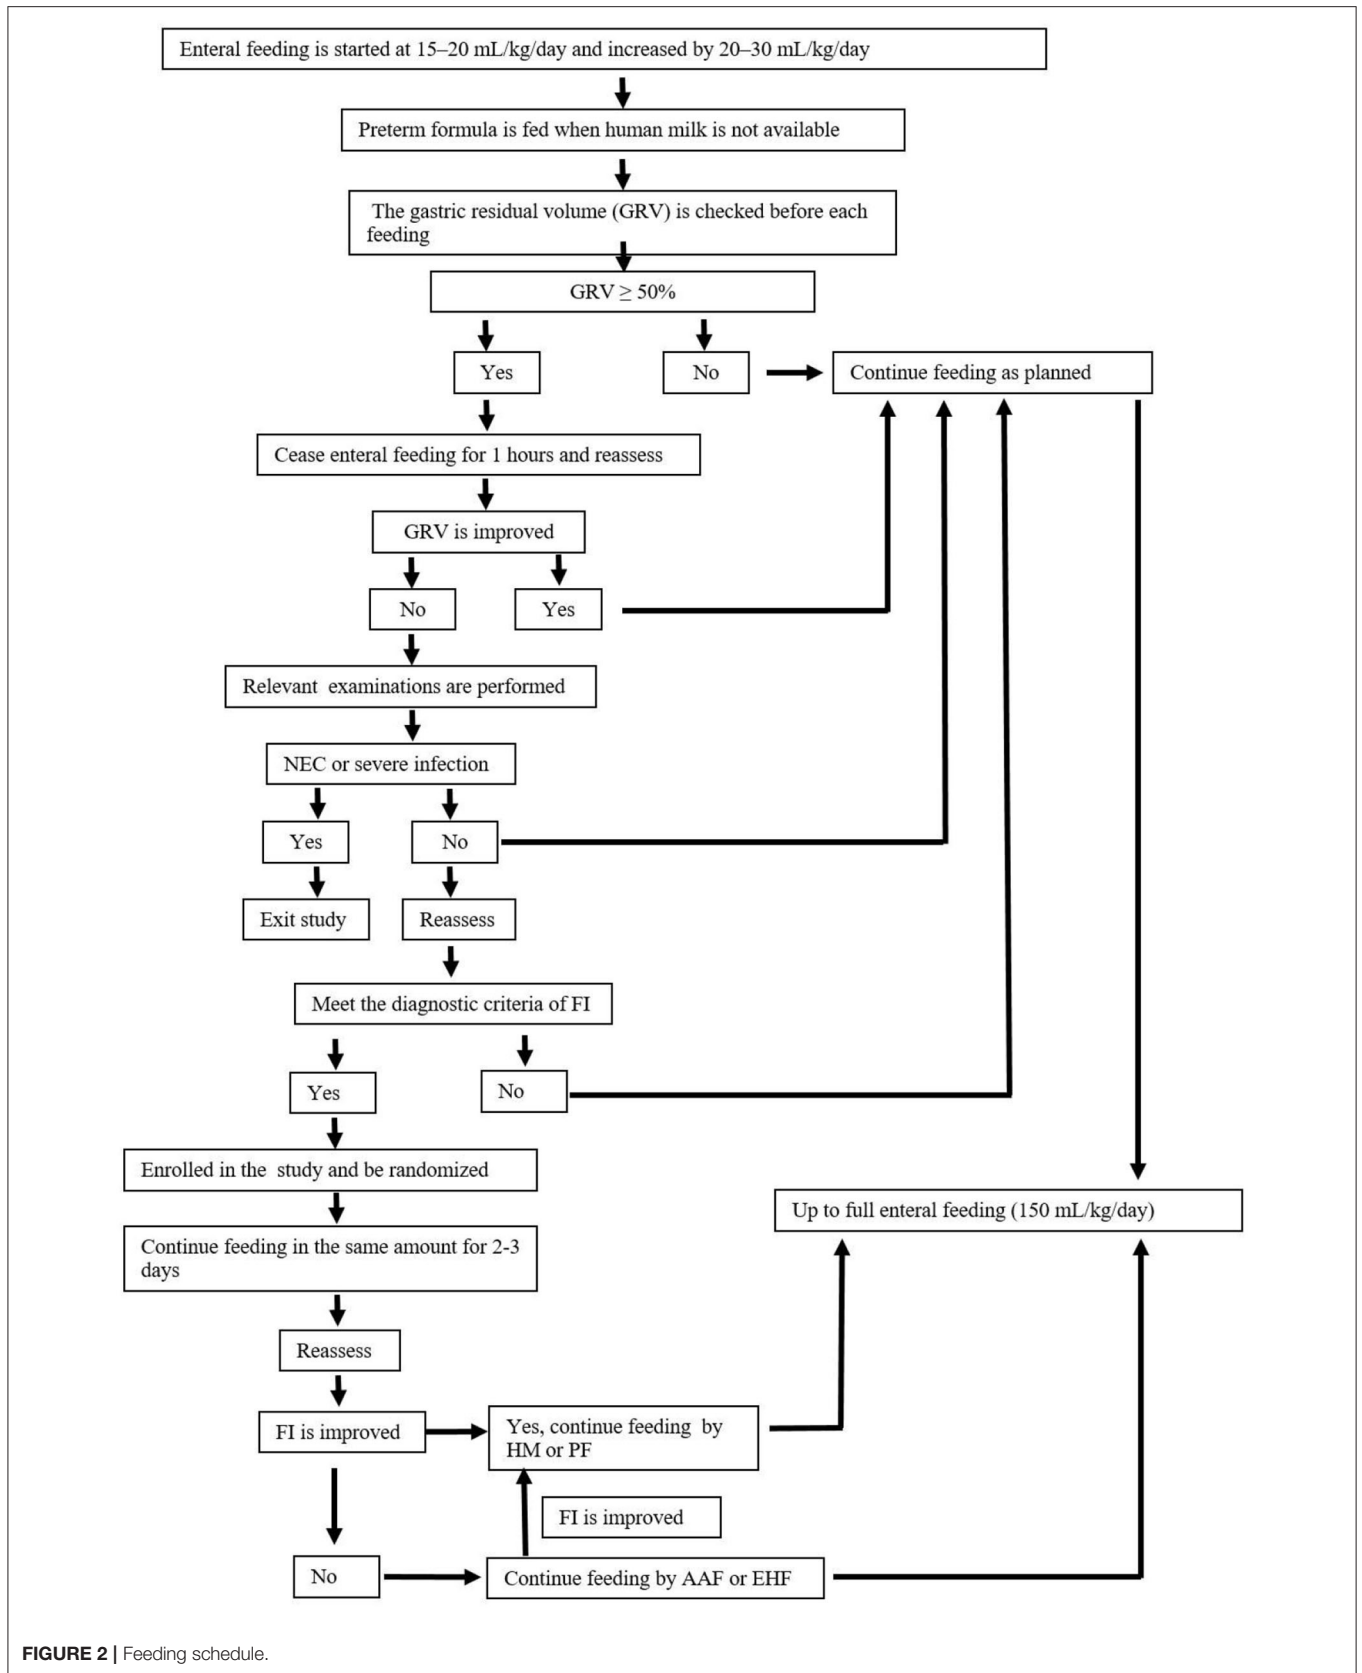 Enteral feeding is started at 15–20 mL/kg/day and increased by 20–30 mL/kg/day
Preterm formula is fed when human milk is not available
The gastric residual volume (GRV) is checked before each
feeding
GRV ≥ 50%
Yes
No
Continue feeding as planned
Cease enteral feeding for 1 hours and reassess
GRV is improved
No
Yes
Relevant examinations are performed
NEC or severe infection
Yes
No
Exit study
Reassess
Meet the diagnostic criteria of FI
Yes
No
Enrolled in the study and be randomized
Up to full enteral feeding (150 mL/kg/day)
Continue feeding in the same amount for 2-3
days
Reassess
FI is improved
Yes, continue feeding by
HM or PF
FI is improved
No
Continue feeding by AAF or EHF
FIGURE 2 | Feeding schedule.